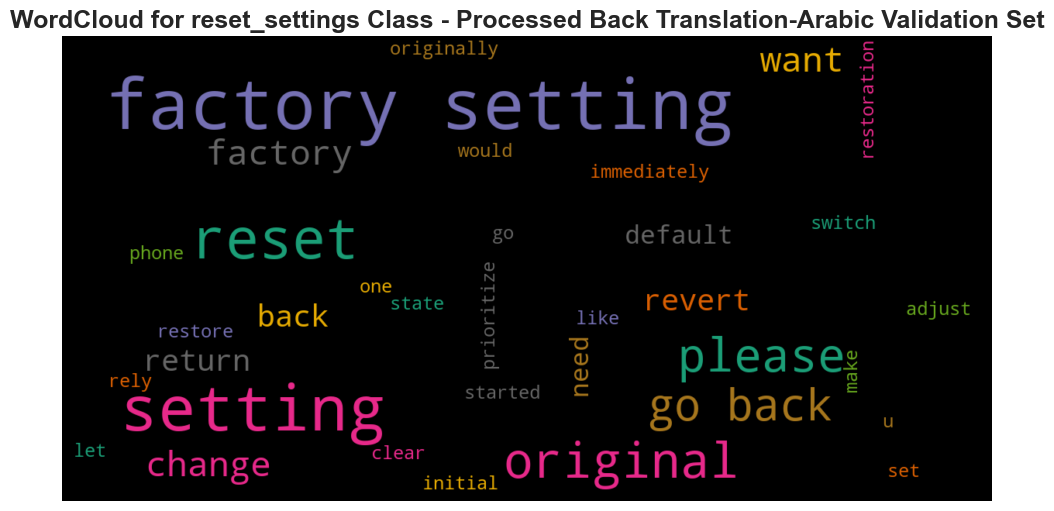 WordCloud for reset_settings Class - Processed Back Translation-Arabic Validation Set
originally
want
restoration
factory setting
factory
would
immediately
reset
phone
go
default
switch
one
state
back
restore
prioritize
like
revert
adjust
return
rely
need
please
make
started
setting
go back
u
let
change
clear
initial
original
set